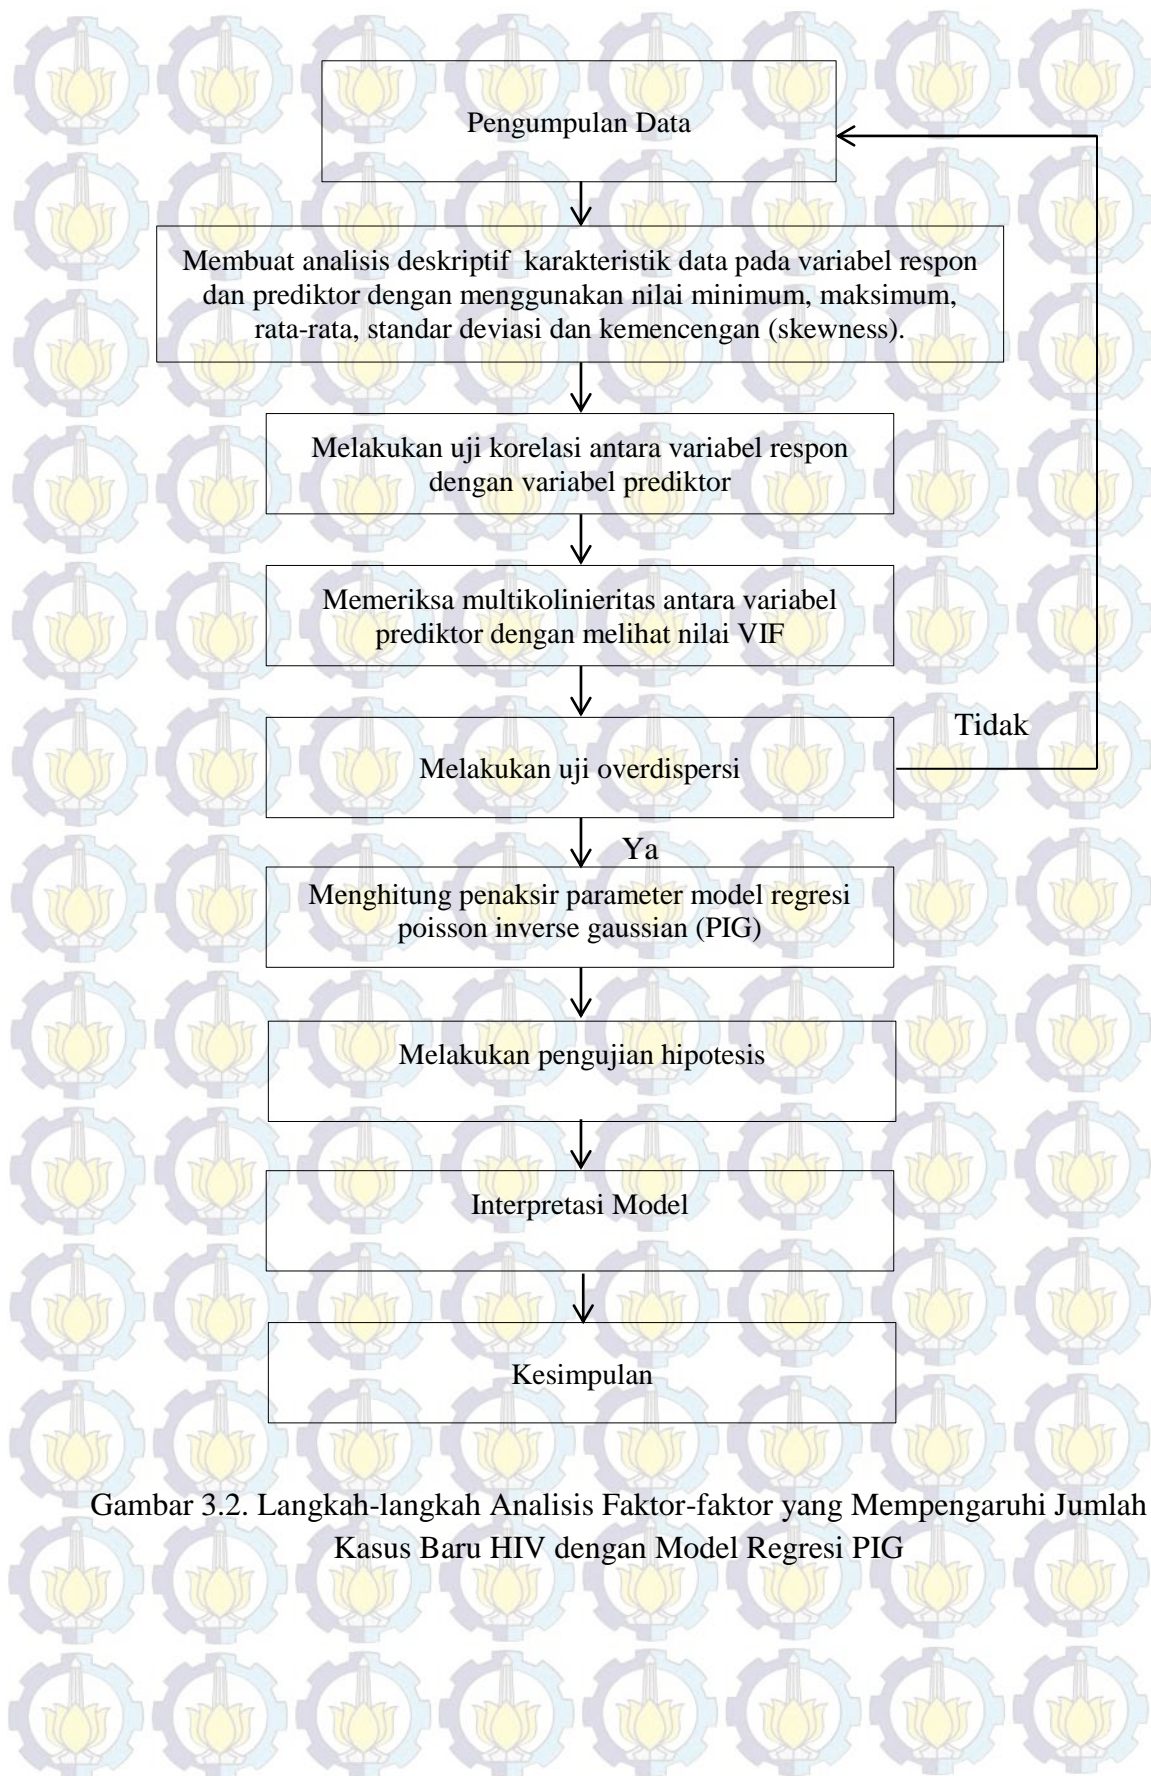 Pengumpulan Data
Membuat analisis deskriptif karakteristik data pada variabel respon
dan prediktor dengan menggunakan nilai minimum, maksimum,
rata-rata, standar deviasi dan kemencengan (skewness).
Melakukan uji korelasi antara variabel respon
dengan variabel prediktor
Memeriksa multikolinieritas antara variabel
prediktor dengan melihat nilai VIF
Tidak
Melakukan uji overdispersi
Ya
Menghitung penaksir parameter model regresi
poisson inverse gaussian (PIG)
Melakukan pengujian hipotesis
Interpretasi Model
Kesimpulan
Gambar 3.2. Langkah-langkah Analisis Faktor-faktor yang Mempengaruhi Jumlah
Kasus Baru HIV dengan Model Regresi PIG